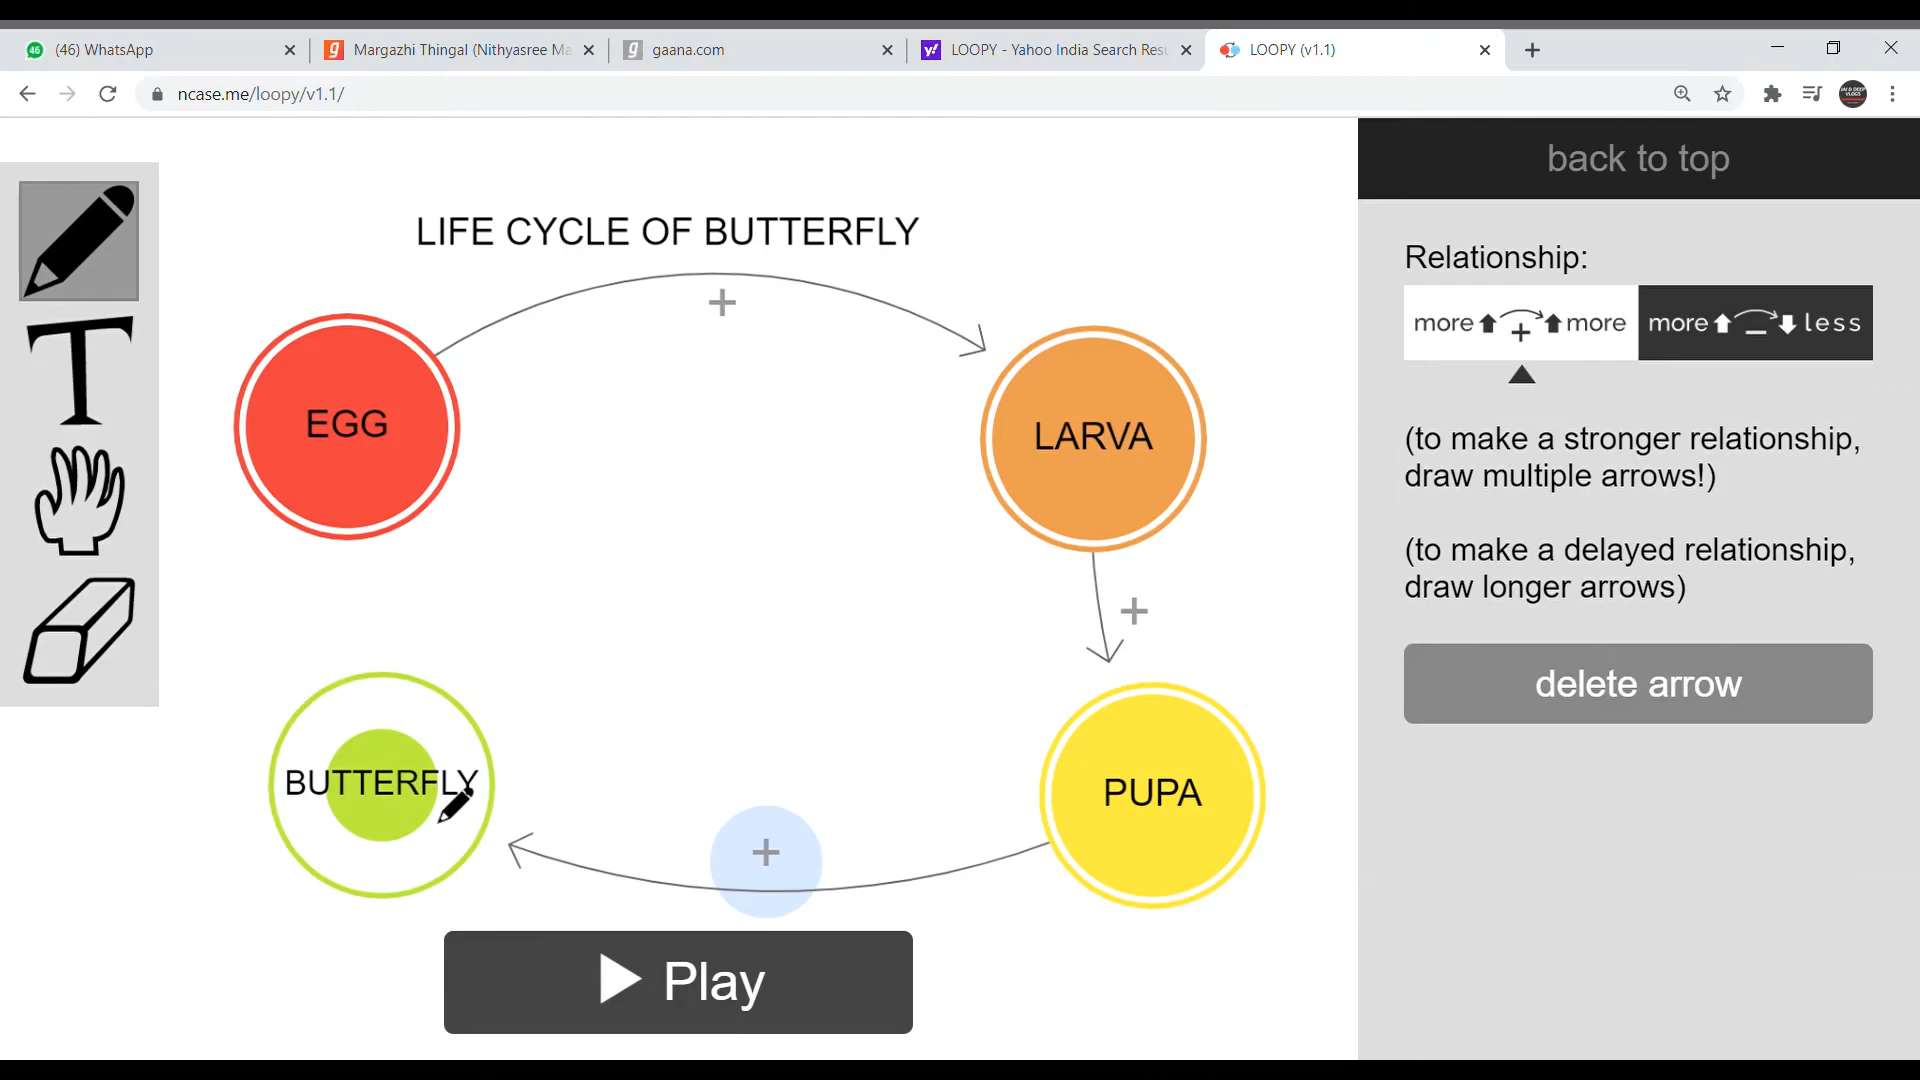 (46) WhatsApp
Margazhi Thingal (Nithyasree Ma
gaana.com
LOOPY - Yahoo India Search Resu
LOOPY (v1.1)
ncase.me/loopy/v1.1/
back to top
LIFE CYCLE OF BUTTERFLY
Relationship:
more + more
more – less
(to make a stronger relationship,
draw multiple arrows!)
(to make a delayed relationship,
draw longer arrows)
delete arrow
+
EGG
LARVA
+
BUTTERFLY
PUPA
+
Play